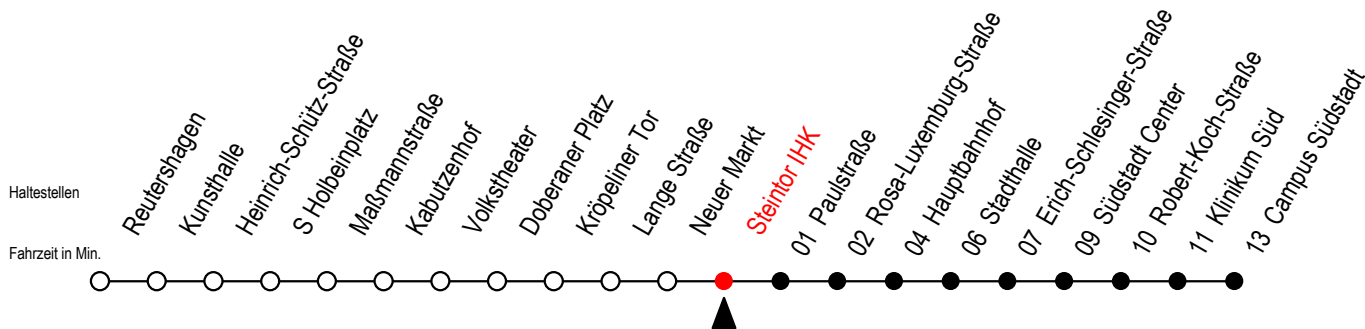 Haltestellen
Fahrzeit in Min.
Reutershagen
Kunsthalle
Heinrich-Schütz-Straße
S Holbeinplatz
Maßmannstraße
Kabutzenhof
Volkstheater
Doberaner Platz
Kröpeliner Tor
Lange Straße
Neuer Markt
Steintor IHK
01 Paulstraße
02 Rosa-Luxemburg-Straße
04 Hauptbahnhof
06 Stadthalle
07 Erich-Schlesinger-Straße
09 Südstadt Center
10 Robert-Koch-Straße
11 Klinikum Süd
13 Campus Südstadt